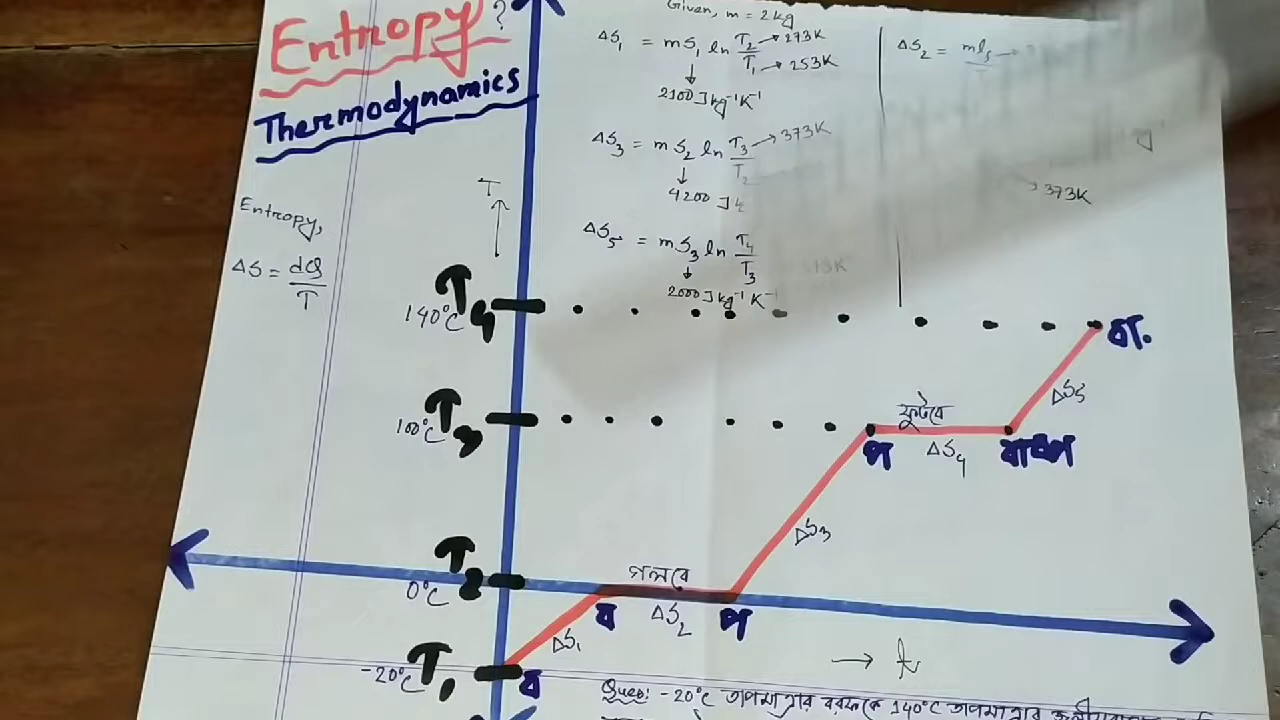 Entropy ?
Thermodynamics
Entropy,
ΔS = dQ/T
Given, m = 2kg
ΔS₁ = mS₁ ln T₂/T₁
→ 273K
→ 253K
2100 Jkg⁻¹K⁻¹
ΔS₃ = mS₂ ln T₃/T₂
→ 373K
4200 J
ΔS₅ = mS₃ ln T₄/T₃
2000 Jkg⁻¹K⁻¹
ΔS₂ =
373K
T
140°C T₄
বা.
ΔS₅
100°C T₃
ফুটবে
প
ΔS₄
বাষ্প
ΔS₃
0°C T₂
গলবে
ব
ΔS₂
প
ΔS₁
-20°C T₁
ব
→ t
Ques: -20°C তাপমাত্রার বরফকে 140°C তাপমাত্রার